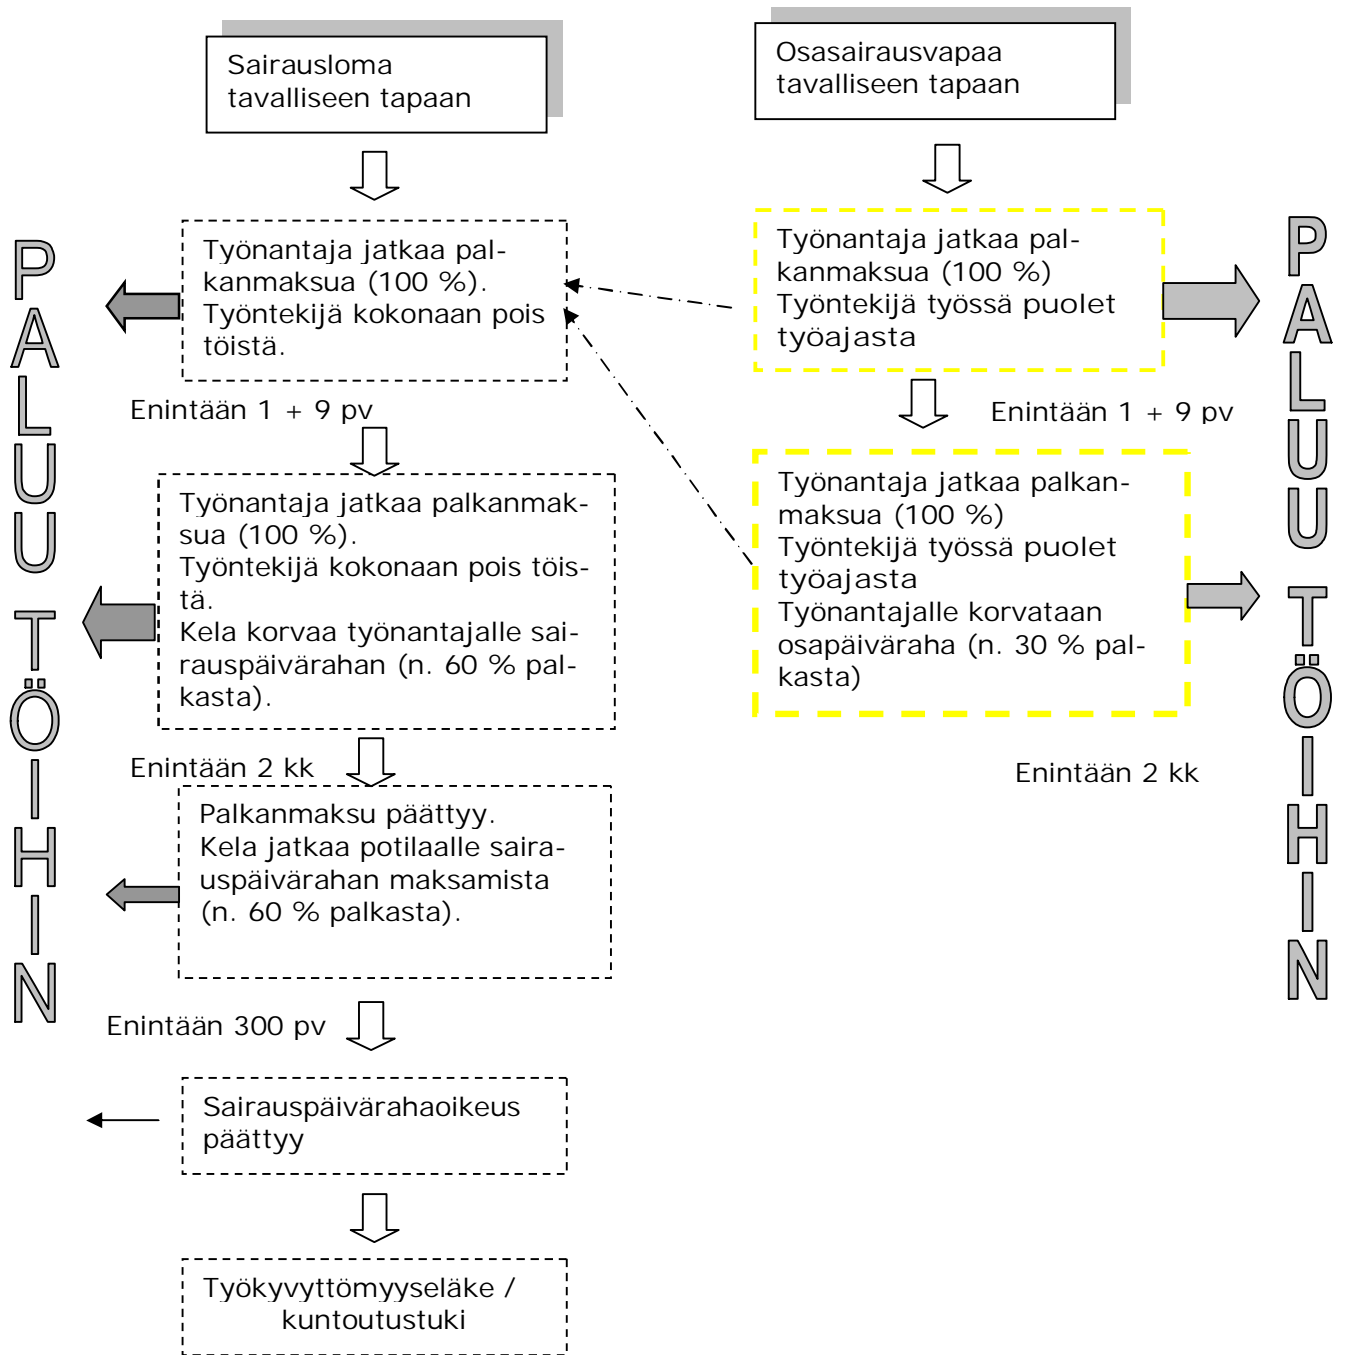 Sairausloma
tavalliseen tapaan
Osasairausvapaa
tavalliseen tapaan
PALUU TÖIHIN
Työnantaja jatkaa pal-
kanmaksua (100 %).
Työntekijä kokonaan pois
töistä.
Enintään 1 + 9 pv
Työnantaja jatkaa palkanmak-
sua (100 %).
Työntekijä kokonaan pois töis-
tä.
Kela korvaa työnantajalle sai-
rauspäivärahan (n. 60 % pal-
kasta).
Enintään 2 kk
Palkanmaksu päättyy.
Kela jatkaa potilaalle saira-
uspäivärahan maksamista
(n. 60 % palkasta).
Enintään 300 pv
Sairauspäivärahaoikeus
päättyy
Työkyvyttömyyseläke /
kuntoutustuki
Työnantaja jatkaa pal-
kanmaksua (100 %)
Työntekijä työssä puolet
työajasta
Enintään 1 + 9 pv
Työnantaja jatkaa palkan-
maksua (100 %)
Työntekijä työssä puolet
työajasta
Työnantajalle korvataan
osapäiväraha (n. 30 % pal-
kasta)
Enintään 2 kk
PALUU TÖIHIN